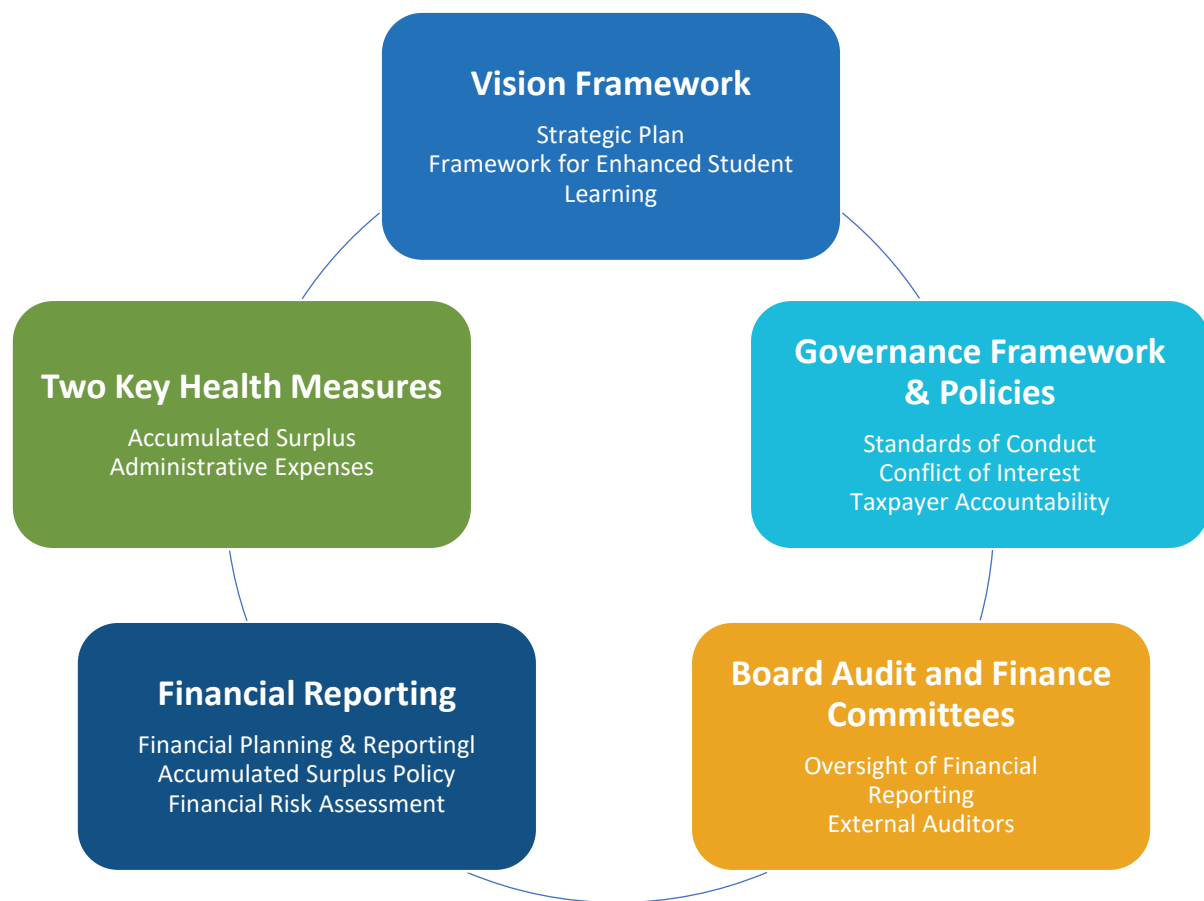 Vision Framework
Strategic Plan
Framework for Enhanced Student
Learning
Two Key Health Measures
Accumulated Surplus
Administrative Expenses
Governance Framework
& Policies
Standards of Conduct
Conflict of Interest
Taxpayer Accountability
Financial Reporting
Financial Planning & Reportingl
Accumulated Surplus Policy
Financial Risk Assessment
Board Audit and Finance
Committees
Oversight of Financial
Reporting
External Auditors